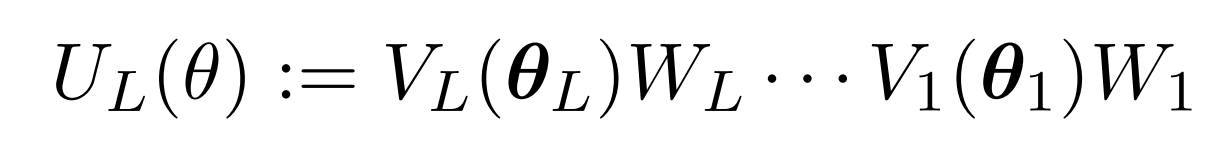 U_L(θ) := V_L(𝜽_L)W_L ⋯ V_1(𝜽_1)W_1